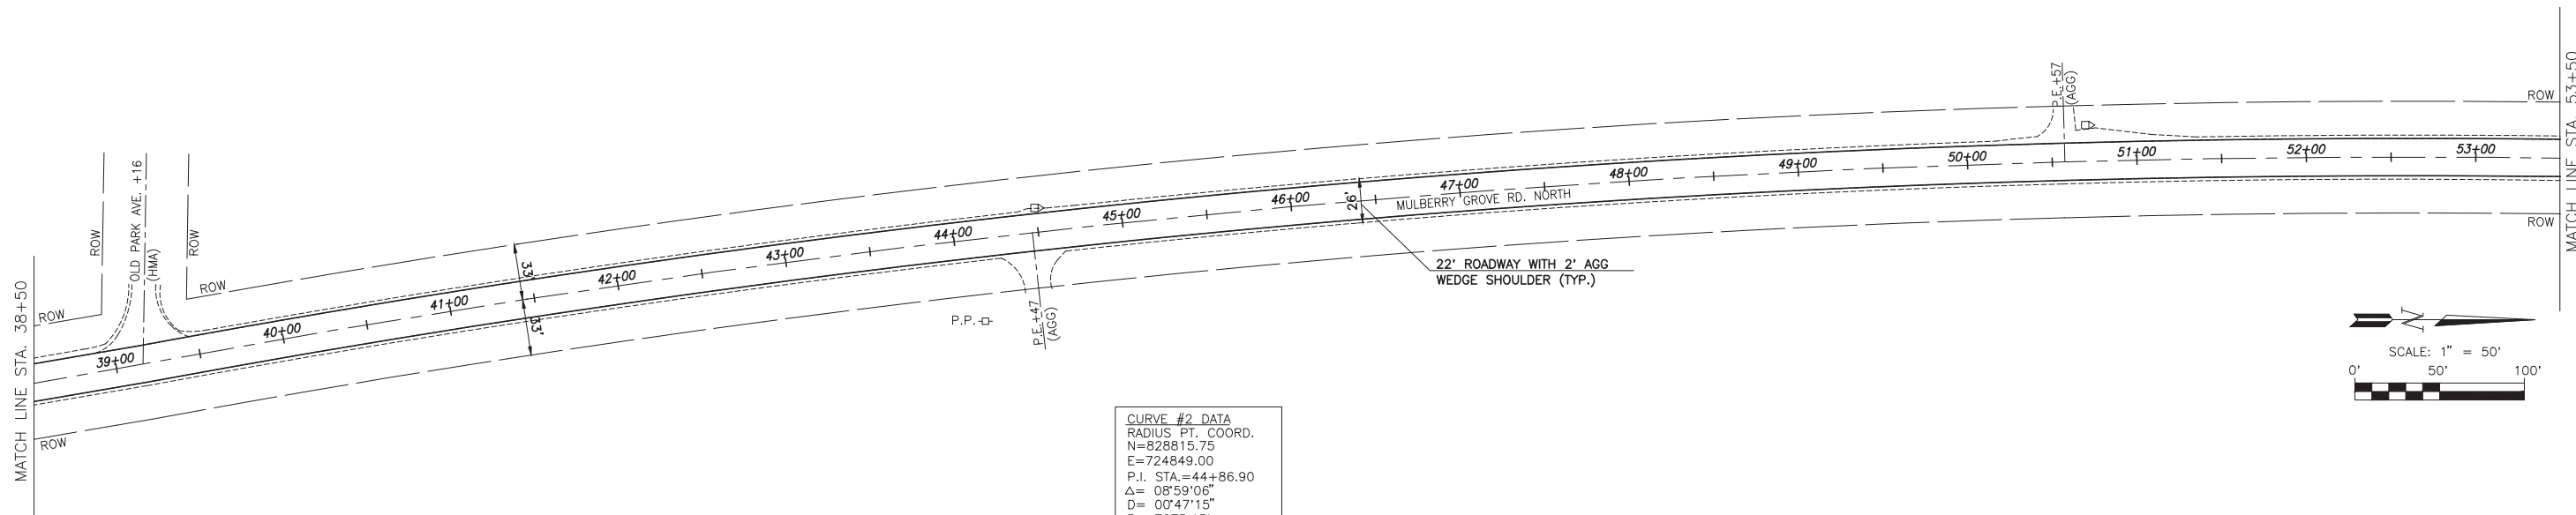 MATCH LINE STA. 38+50
ROW
ROW
OLD PARK AVE. +16
(HMA)
ROW
ROW
ROW
39+00
40+00
41+00
42+00
43+00
44+00
45+00
46+00
47+00
48+00
49+00
50+00
51+00
52+00
53+00
33'
33'
P.P.
P.E.+47
(AGG)
26'
MULBERRY GROVE RD. NORTH
22' ROADWAY WITH 2' AGG
WEDGE SHOULDER (TYP.)
P.E.+57
(AGG)
ROW
ROW
MATCH LINE STA. 53+50
N
SCALE: 1" = 50'
0' 50' 100'
CURVE #2 DATA
RADIUS PT. COORD.
N=828815.75
E=724849.00
P.I. STA.=44+86.90
Δ= 08°59'06"
D= 00°47'15"